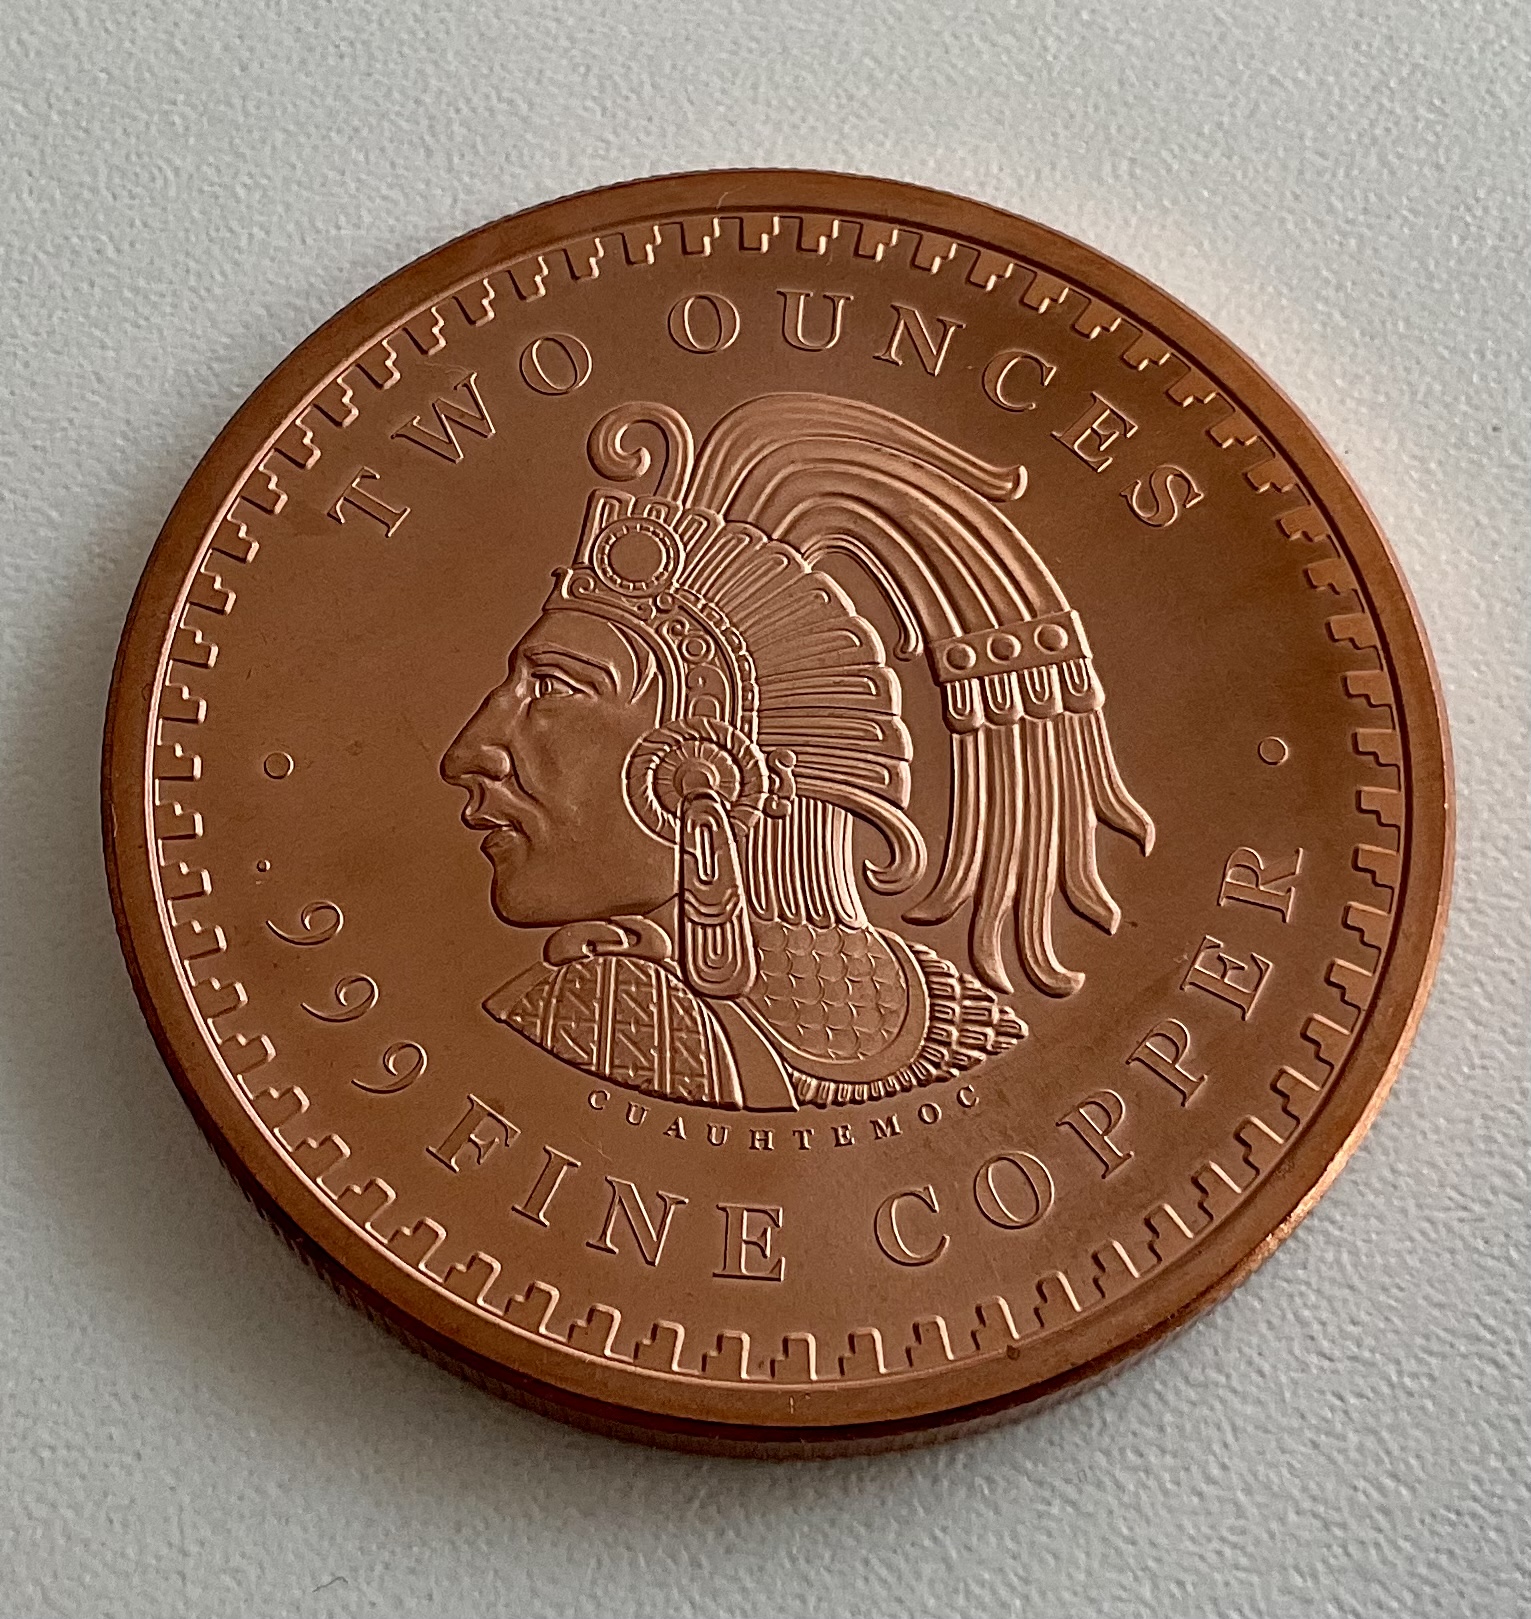 TWO OUNCES
CUAUHTEMOC
.999 FINE COPPER